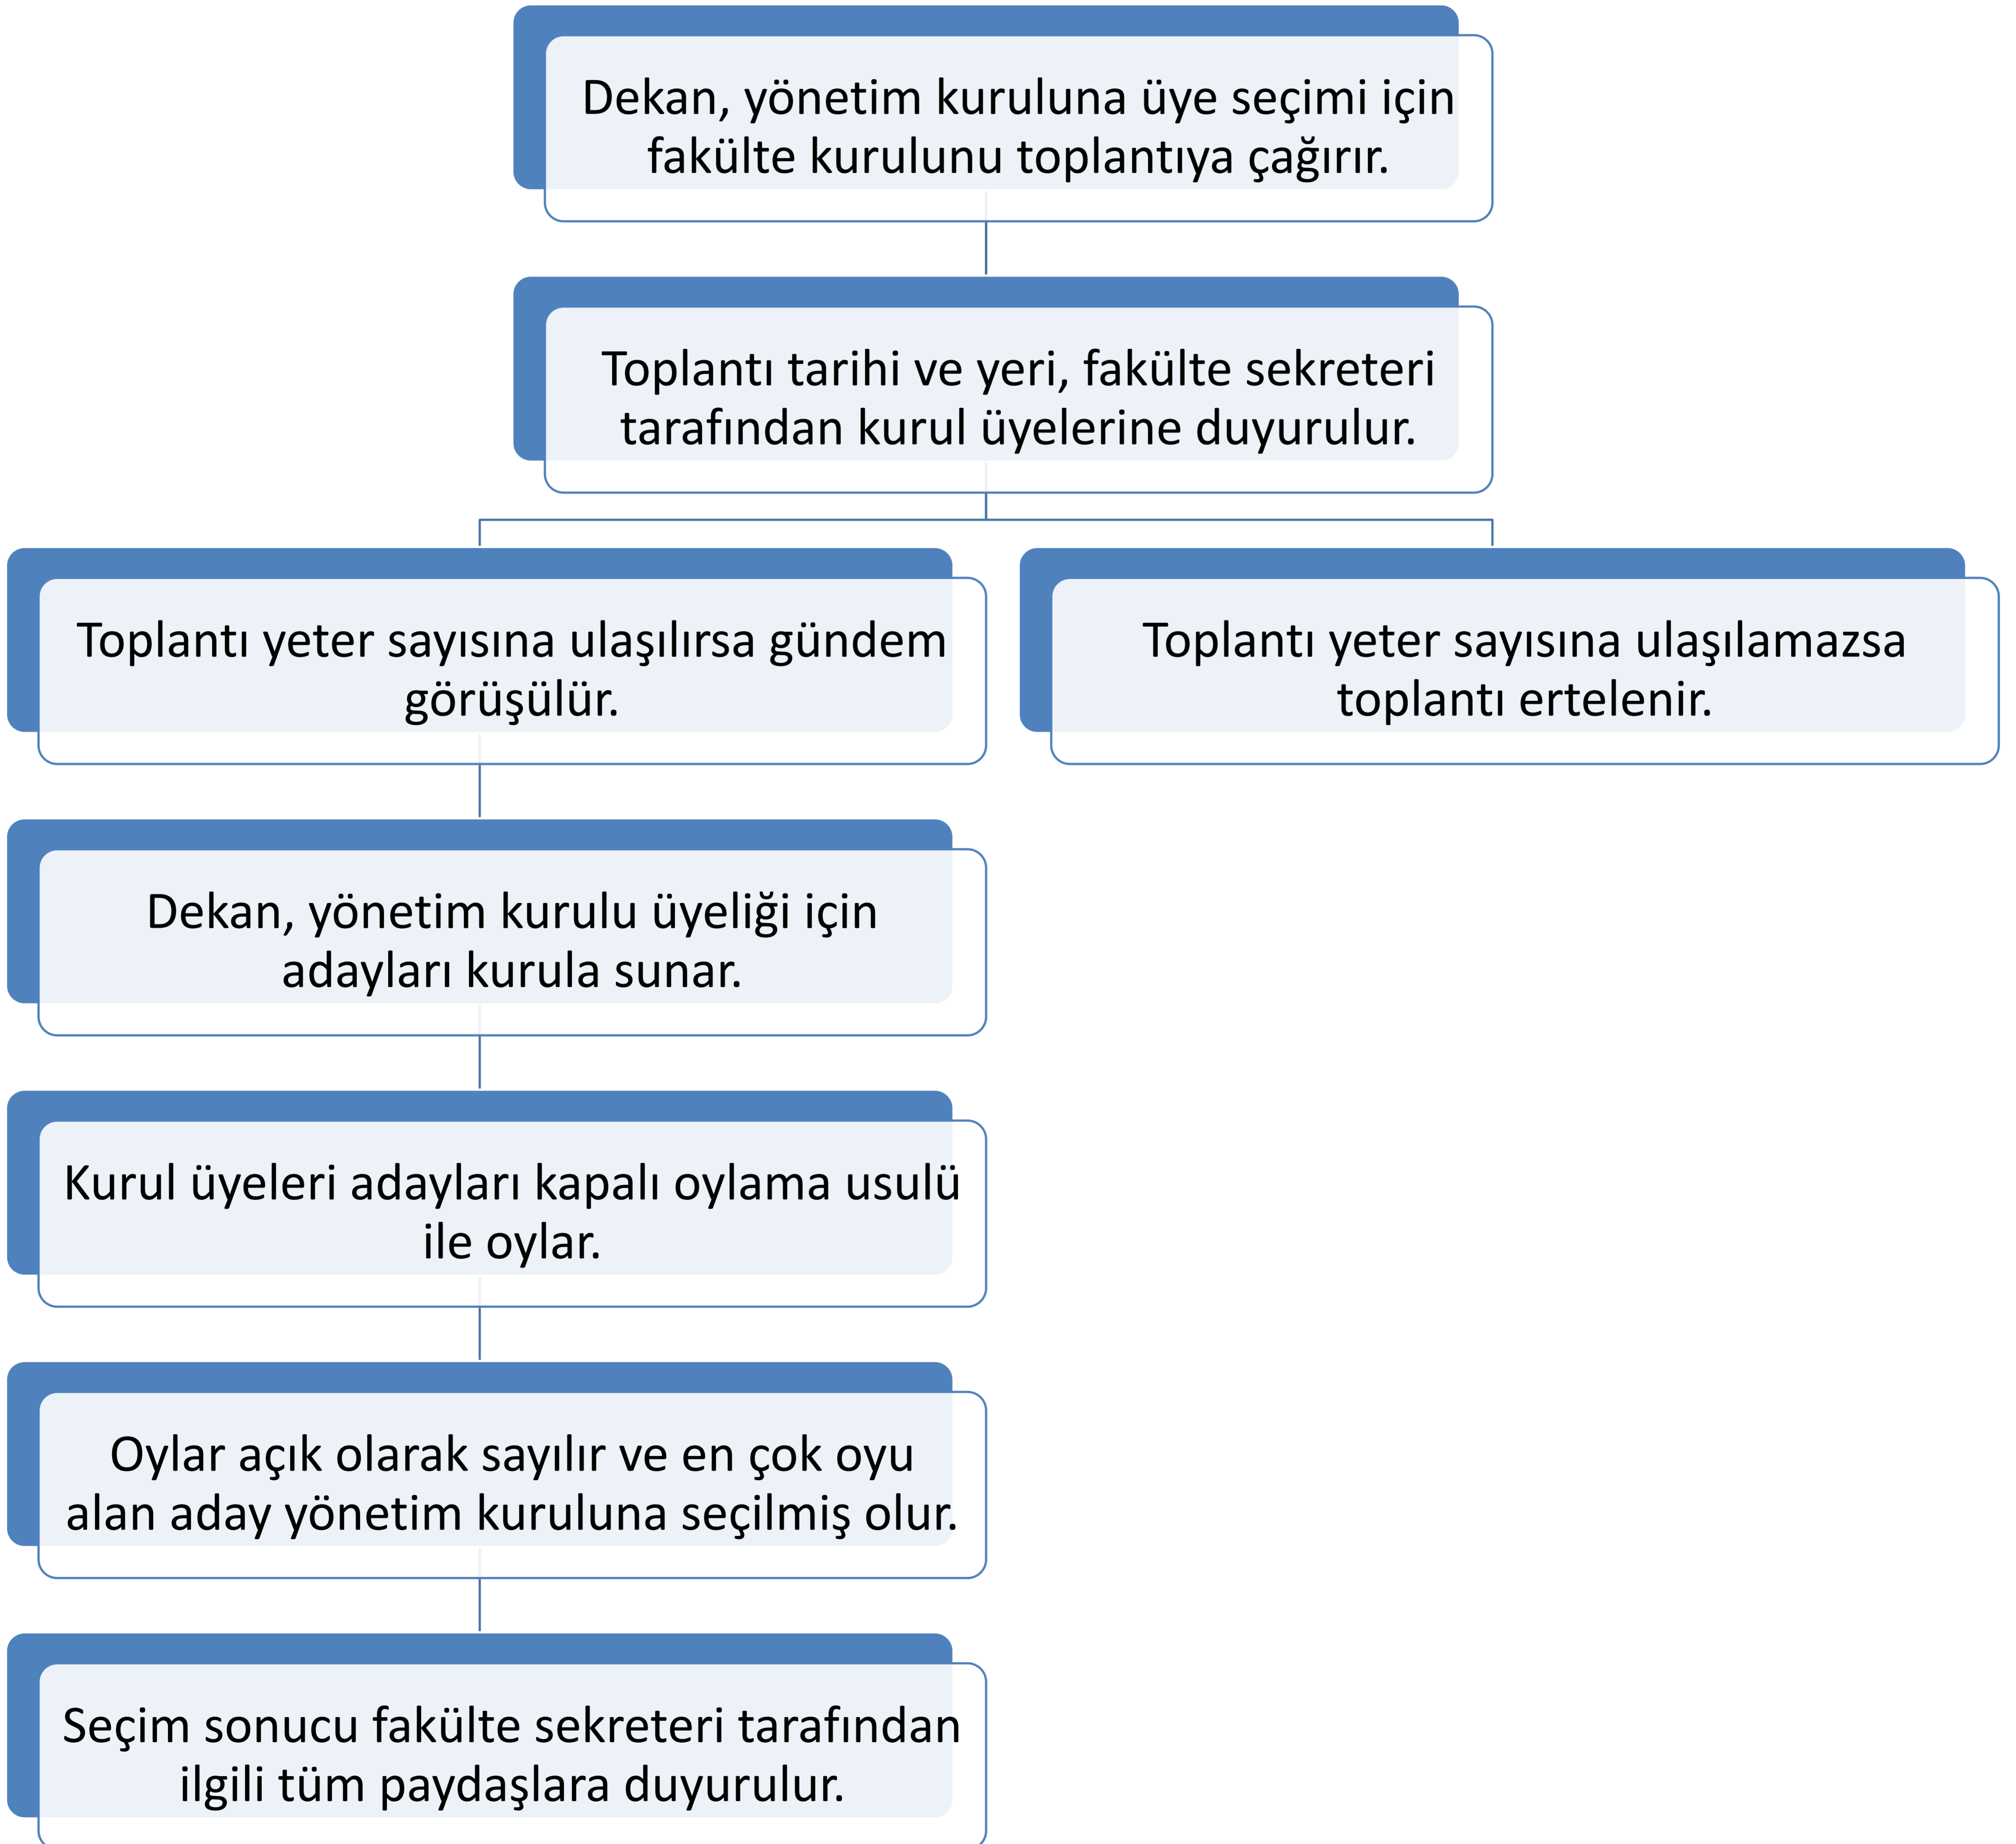 Dekan, yönetim kuruluna üye seçimi için
fakülte kurulunu toplantıya çağırır.
Toplantı tarihi ve yeri, fakülte sekreteri
tarafından kurul üyelerine duyurulur.
Toplantı yeter sayısına ulaşılırsa gündem
görüşülür.
Toplantı yeter sayısına ulaşılamazsa
toplantı ertelenir.
Dekan, yönetim kurulu üyeliği için
adayları kurula sunar.
Kurul üyeleri adayları kapalı oylama usulü
ile oylar.
Oylar açık olarak sayılır ve en çok oyu
alan aday yönetim kuruluna seçilmiş olur.
Seçim sonucu fakülte sekreteri tarafından
ilgili tüm paydaşlara duyurulur.